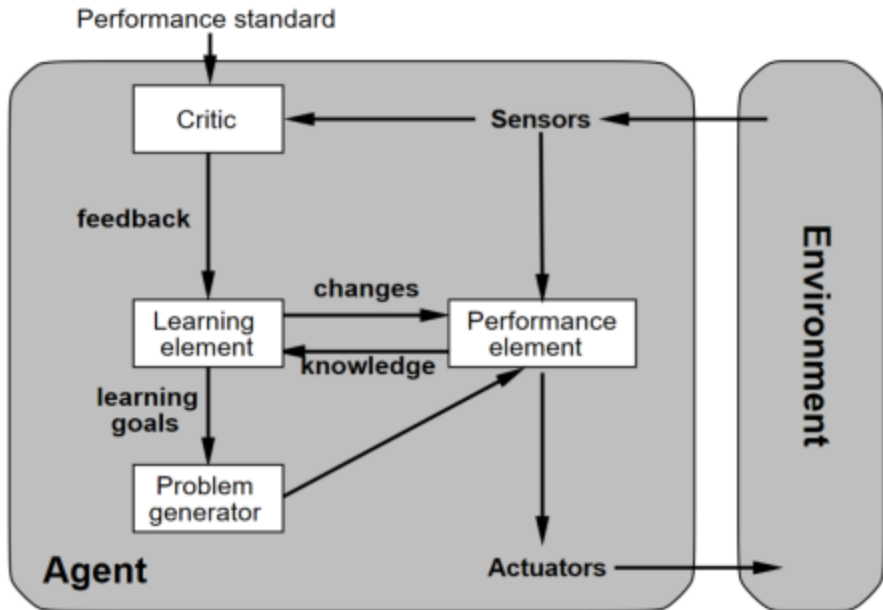 Performance standard
Critic
Sensors
feedback
changes
Learning
element
Performance
element
knowledge
learning
goals
Problem
generator
Agent
Actuators
Environment